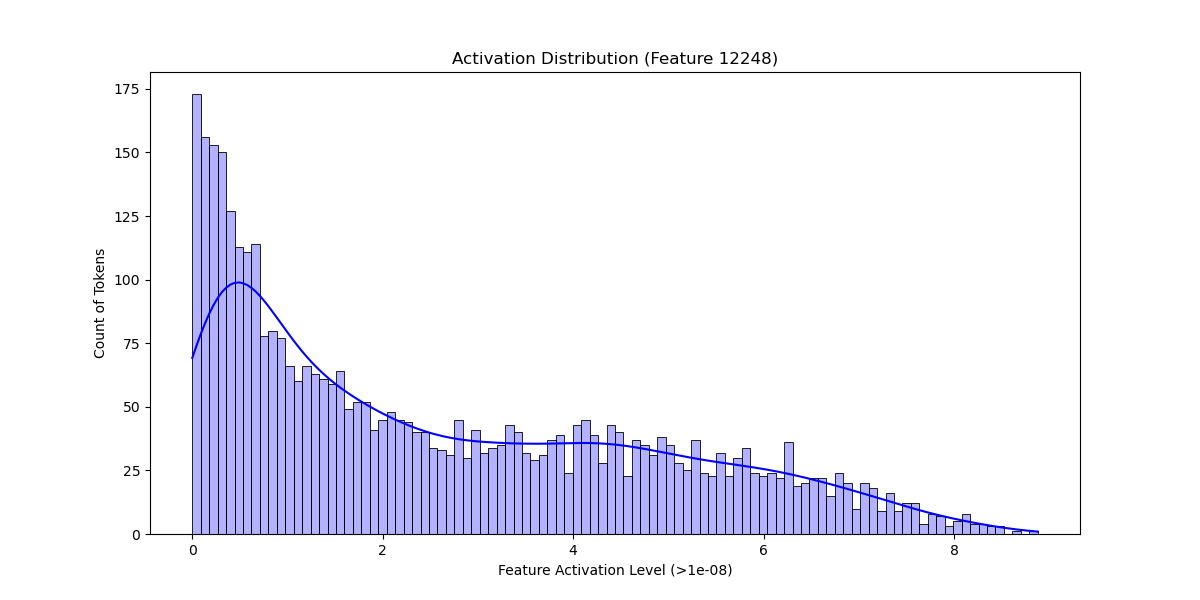 Activation Distribution (Feature 12248)
175
150
125
100
75
50
25
0
Count of Tokens
0 2 4 6 8
Feature Activation Level (>1e-08)